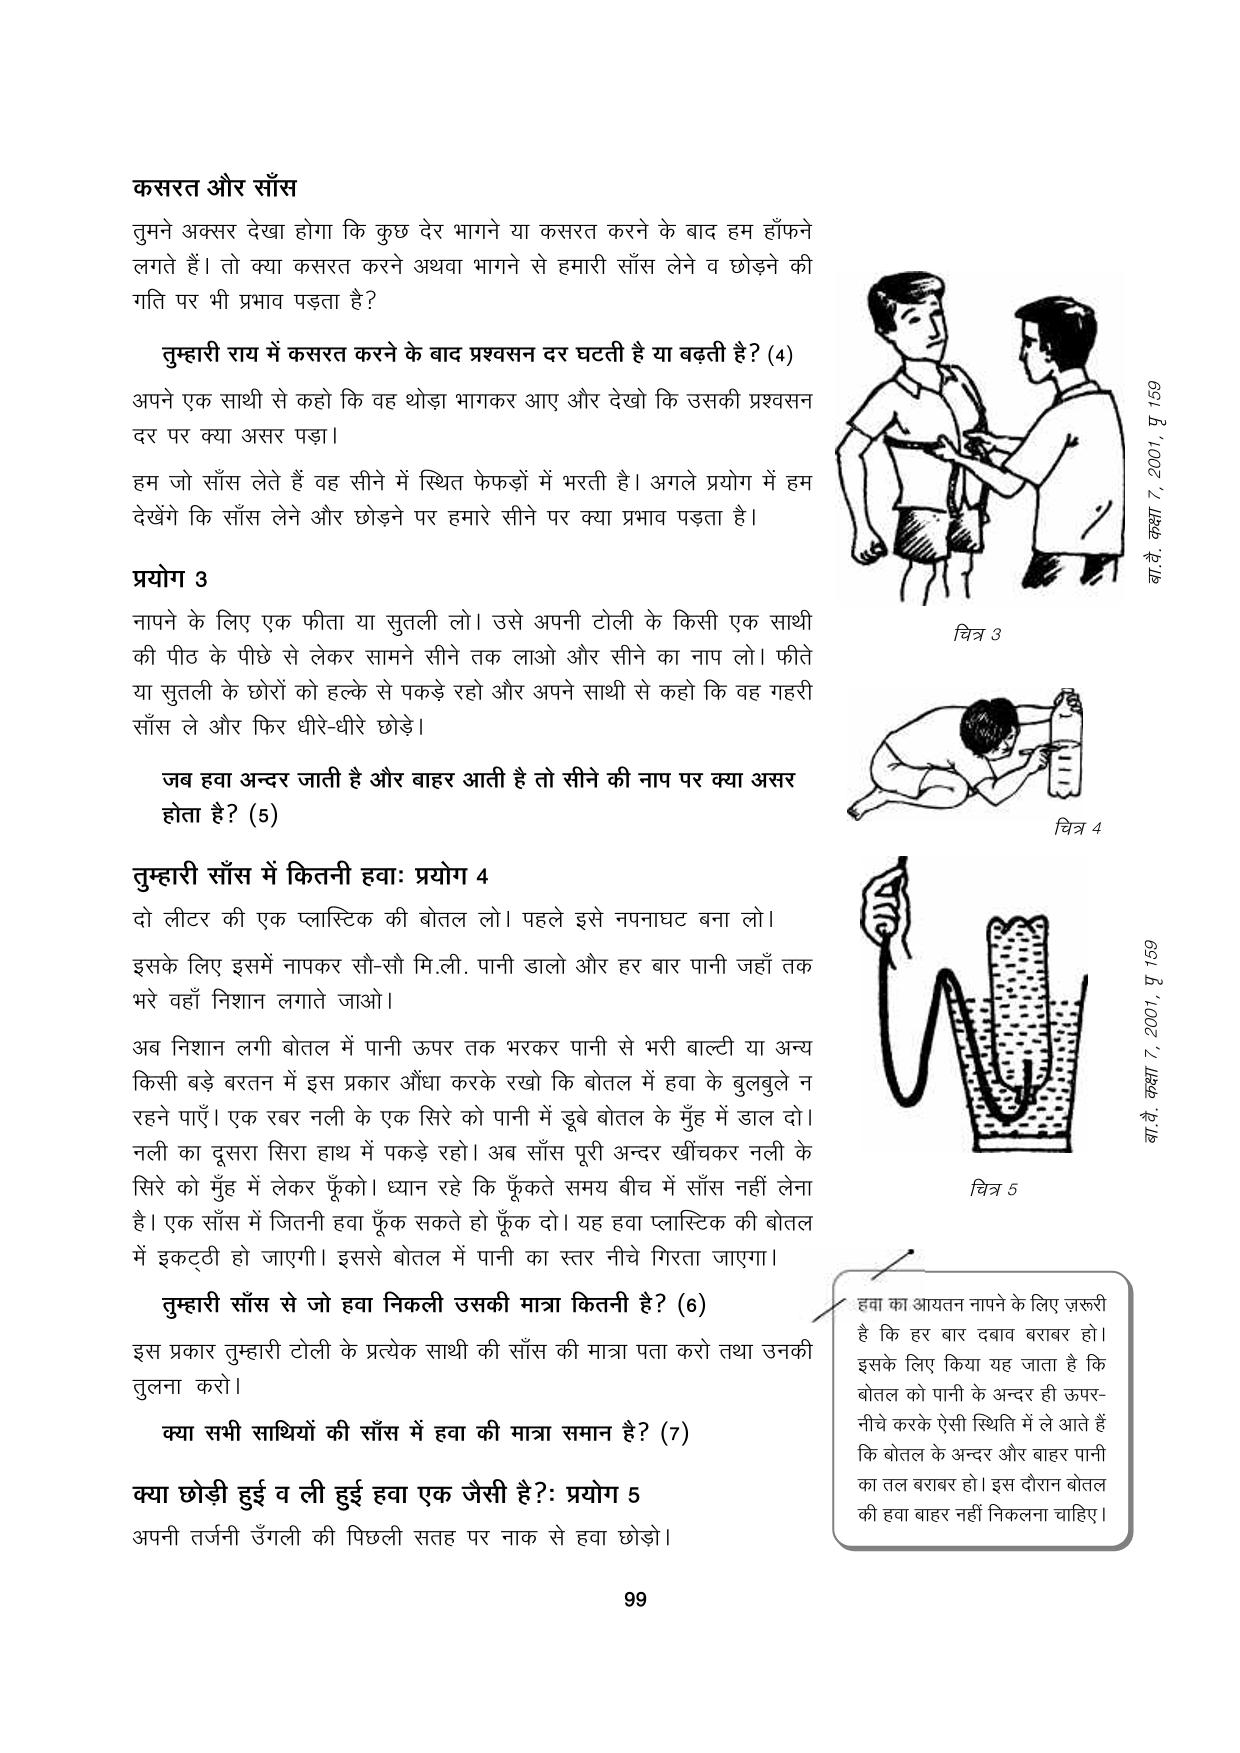 कसरत और साँस
तुमने अक्सर देखा होगा कि कुछ देर भागने या कसरत करने के बाद हम हाँफने
लगते हैं। तो क्या कसरत करने अथवा भागने से हमारी साँस लेने व छोड़ने की
गति पर भी प्रभाव पड़ता है?
तुम्हारी राय में कसरत करने के बाद प्रश्वसन दर घटती है या बढ़ती है? (4)
अपने एक साथी से कहो कि वह थोड़ा भागकर आए और देखो कि उसकी प्रश्वसन
दर पर क्या असर पड़ा।
हम जो साँस लेते हैं वह सीने में स्थित फेफड़ों में भरती है। अगले प्रयोग में हम
देखेंगे कि साँस लेने और छोड़ने पर हमारे सीने पर क्या प्रभाव पड़ता है।
प्रयोग 3
नापने के लिए एक फीता या सुतली लो। उसे अपनी टोली के किसी एक साथी
की पीठ के पीछे से लेकर सामने सीने तक लाओ और सीने का नाप लो। फीते
या सुतली के छोरों को हल्के से पकड़े रहो और अपने साथी से कहो कि वह गहरी
साँस ले और फिर धीरे-धीरे छोड़े।
जब हवा अन्दर जाती है और बाहर आती है तो सीने की नाप पर क्या असर
होता है? (5)
तुम्हारी साँस में कितनी हवाः प्रयोग 4
दो लीटर की एक प्लास्टिक की बोतल लो। पहले इसे नपनाघट बना लो।
इसके लिए इसमें नापकर सौ-सौ मि.ली. पानी डालो और हर बार पानी जहाँ तक
भरे वहाँ निशान लगाते जाओ।
अब निशान लगी बोतल में पानी ऊपर तक भरकर पानी से भरी बाल्टी या अन्य
किसी बड़े बरतन में इस प्रकार औंधा करके रखो कि बोतल में हवा के बुलबुले न
रहने पाएँ। एक रबर नली के एक सिरे को पानी में डूबे बोतल के मुँह में डाल दो।
नली का दूसरा सिरा हाथ में पकड़े रहो। अब साँस पूरी अन्दर खींचकर नली के
सिरे को मुँह में लेकर फूँको। ध्यान रहे कि फूँकते समय बीच में साँस नहीं लेना
है। एक साँस में जितनी हवा फूँक सकते हो फूँक दो। यह हवा प्लास्टिक की बोतल
में इकट्ठी हो जाएगी। इससे बोतल में पानी का स्तर नीचे गिरता जाएगा।
तुम्हारी साँस से जो हवा निकली उसकी मात्रा कितनी है? (6)
इस प्रकार तुम्हारी टोली के प्रत्येक साथी की साँस की मात्रा पता करो तथा उनकी
तुलना करो।
क्या सभी साथियों की साँस में हवा की मात्रा समान है? (7)
क्या छोड़ी हुई व ली हुई हवा एक जैसी है?ः प्रयोग 5
अपनी तर्जनी उँगली की पिछली सतह पर नाक से हवा छोड़ो।
बा.वै. कक्षा 7, 2001, पृ 159
चित्र 3
चित्र 4
बा.वै. कक्षा 7, 2001, पृ 159
चित्र 5
हवा का आयतन नापने के लिए ज़रूरी
है कि हर बार दबाव बराबर हो।
इसके लिए किया यह जाता है कि
बोतल को पानी के अन्दर ही ऊपर-
नीचे करके ऐसी स्थिति में ले आते हैं
कि बोतल के अन्दर और बाहर पानी
का तल बराबर हो। इस दौरान बोतल
की हवा बाहर नहीं निकलना चाहिए।
99